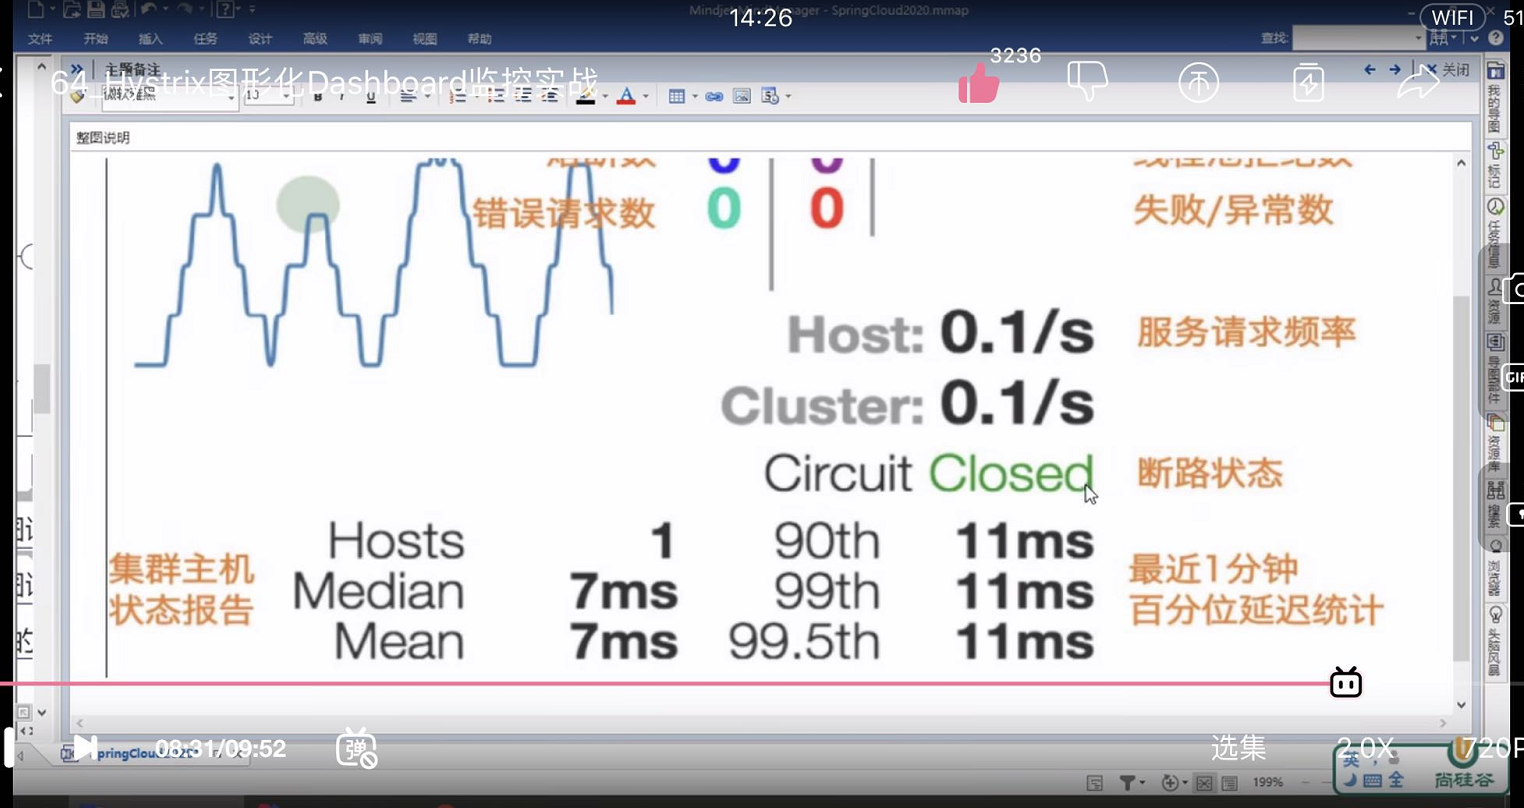 Mindjet MindManager - SpringCloud2020.mmap
14:26
WIFI
51
文件 开始 插入 任务 设计 高级 审阅 视图 帮助
查找:
主题备注
关闭
64_Hystrix图形化Dashboard监控实战
3236
整图说明
0 0
错误请求数 0 0 失败/异常数
Host: 0.1/s 服务请求频率
Cluster: 0.1/s
Circuit Closed 断路状态
集群主机
状态报告
Hosts 1 90th 11ms
Median 7ms 99th 11ms
Mean 7ms 99.5th 11ms
最近1分钟
百分位延迟统计
我的导图
标记
任务信息
资源
导图部件
GIF
资源库
搜索
浏览器
头脑风暴
08:31/09:52
弹
选集
2.0X
720P
199%
英
全
尚硅谷